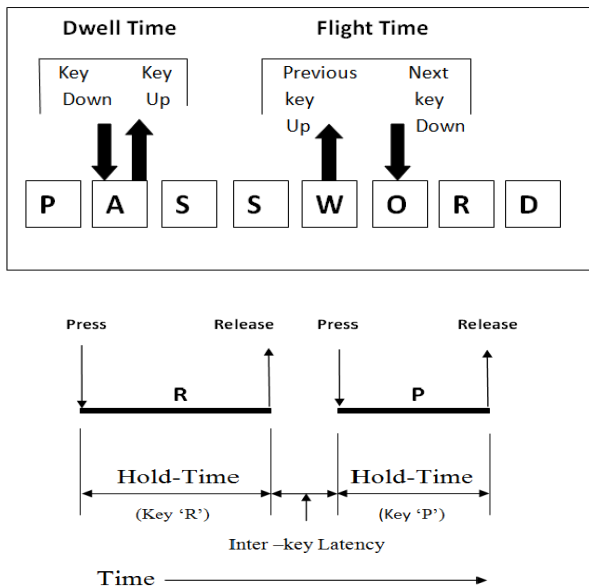 Dwell Time Flight Time
Key Key Previous Next
Down Up key key
Up Down
P A S S W O R D
Press Release Press Release
R P
Hold-Time Hold-Time
(Key ‘R’) (Key ‘P’)
Inter –key Latency
Time